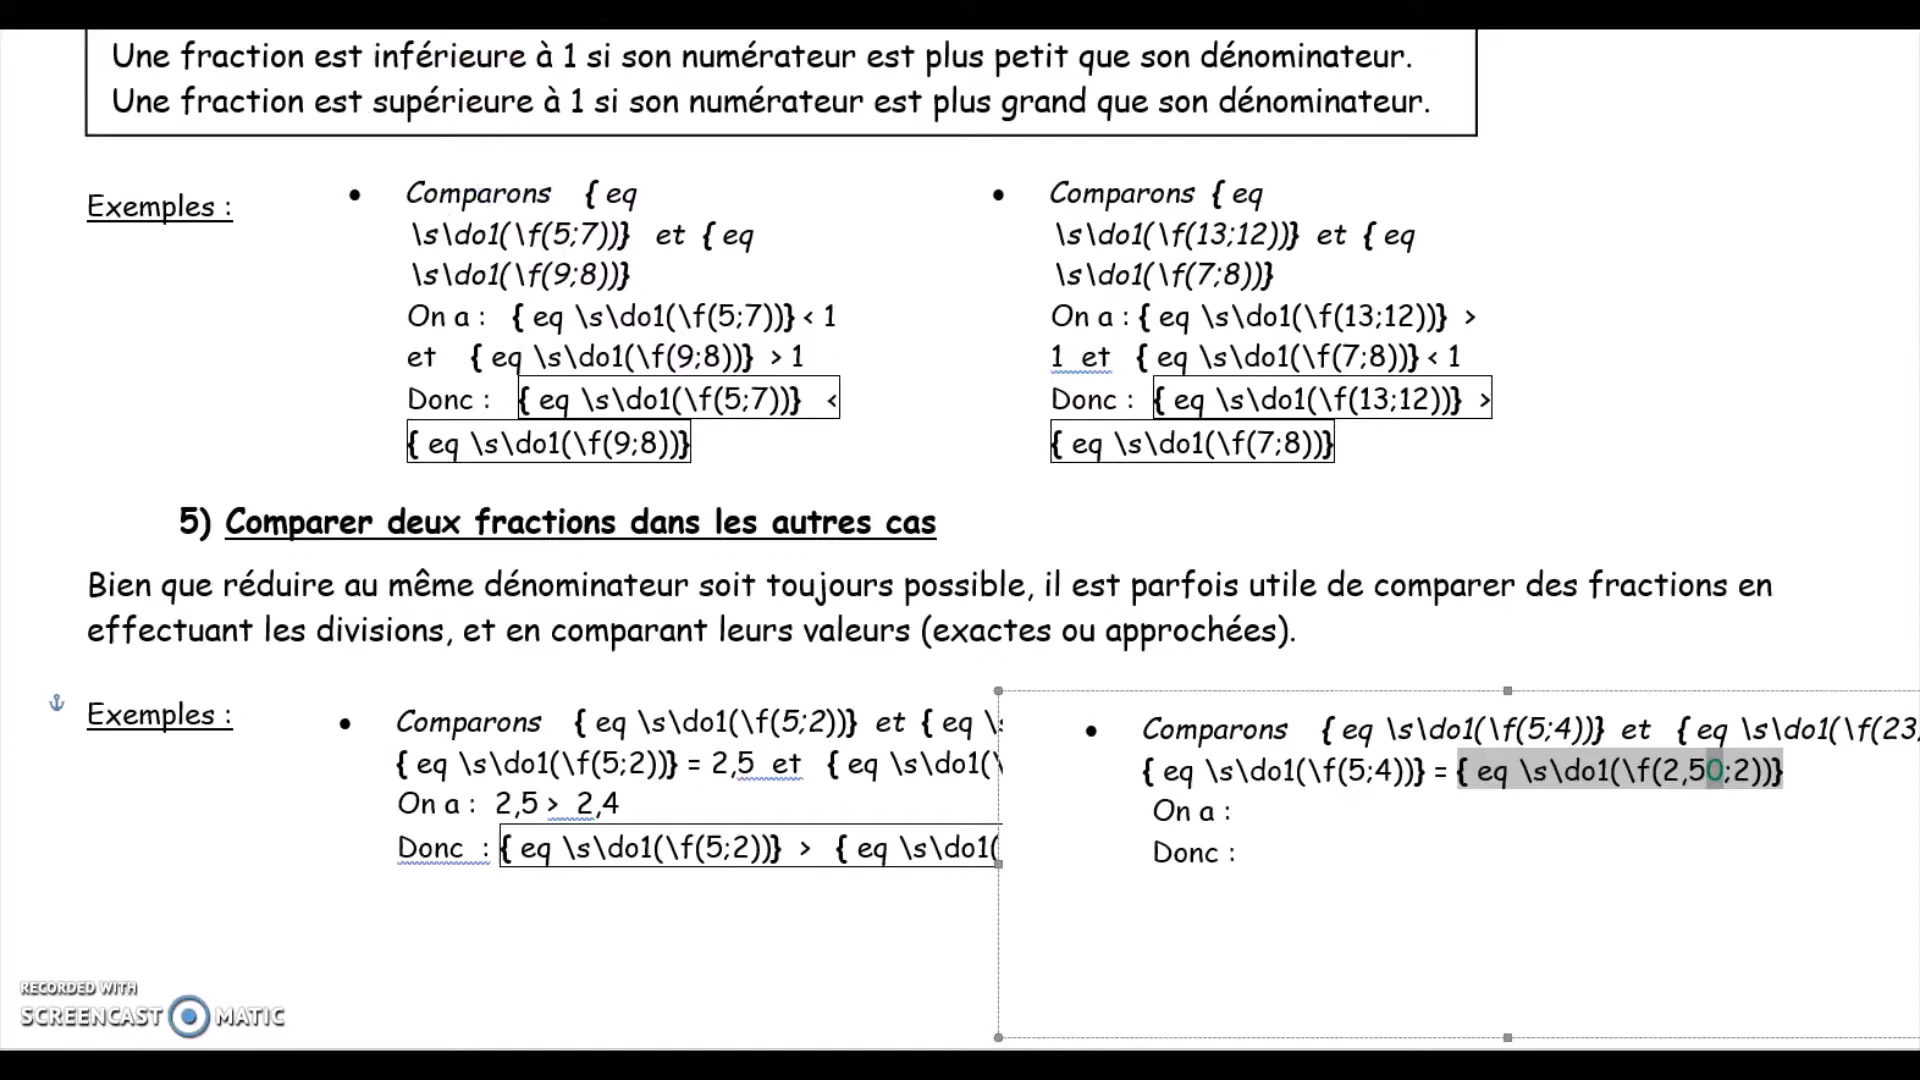 Une fraction est inférieure à 1 si son numérateur est plus petit que son dénominateur.
Une fraction est supérieure à 1 si son numérateur est plus grand que son dénominateur.
Exemples :
• Comparons { eq
\s\do1(\f(5;7))} et { eq
\s\do1(\f(9;8))}
On a : { eq \s\do1(\f(5;7))} < 1
et { eq \s\do1(\f(9;8))} > 1
Donc : { eq \s\do1(\f(5;7))} <
{ eq \s\do1(\f(9;8))}
• Comparons { eq
\s\do1(\f(13;12))} et { eq
\s\do1(\f(7;8))}
On a : { eq \s\do1(\f(13;12))} >
1 et { eq \s\do1(\f(7;8))} < 1
Donc : { eq \s\do1(\f(13;12))} >
{ eq \s\do1(\f(7;8))}
5) Comparer deux fractions dans les autres cas
Bien que réduire au même dénominateur soit toujours possible, il est parfois utile de comparer des fractions en
effectuant les divisions, et en comparant leurs valeurs (exactes ou approchées).
Exemples :
• Comparons { eq \s\do1(\f(5;2))} et { eq \s
{ eq \s\do1(\f(5;2))} = 2,5 et { eq \s\do1(\
On a : 2,5 > 2,4
Donc : { eq \s\do1(\f(5;2))} > { eq \s\do1(
• Comparons { eq \s\do1(\f(5;4))} et { eq \s\do1(\f(23
{ eq \s\do1(\f(5;4))} = { eq \s\do1(\f(2,50;2))}
On a :
Donc :
RECORDED WITH
SCREENCAST MATIC